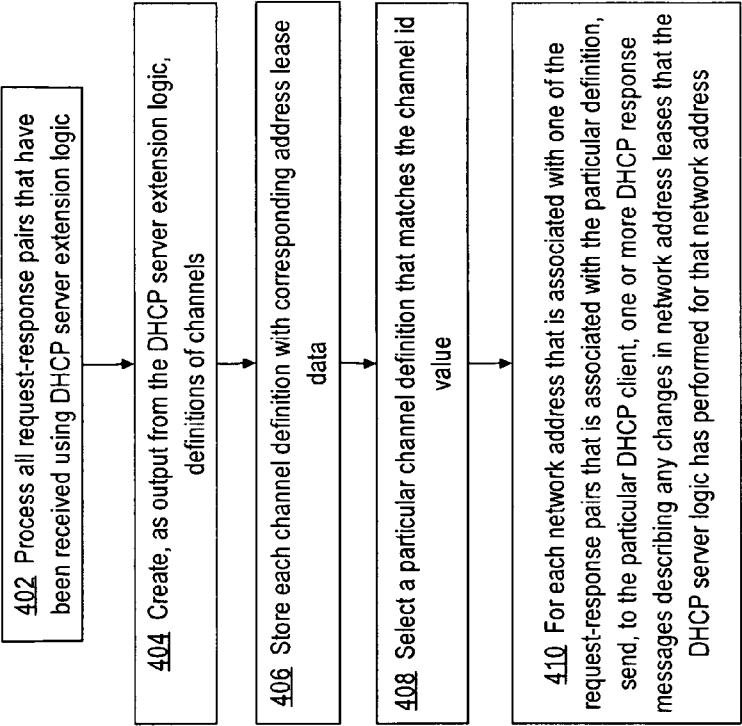 402 Process all request-response pairs that have
been received using DHCP server extension logic
404 Create, as output from the DHCP server extension logic,
definitions of channels
406 Store each channel definition with corresponding address lease
data
408 Select a particular channel definition that matches the channel id
value
410 For each network address that is associated with one of the
request-response pairs that is associated with the particular definition,
send, to the particular DHCP client, one or more DHCP response
messages describing any changes in network address leases that the
DHCP server logic has performed for that network address